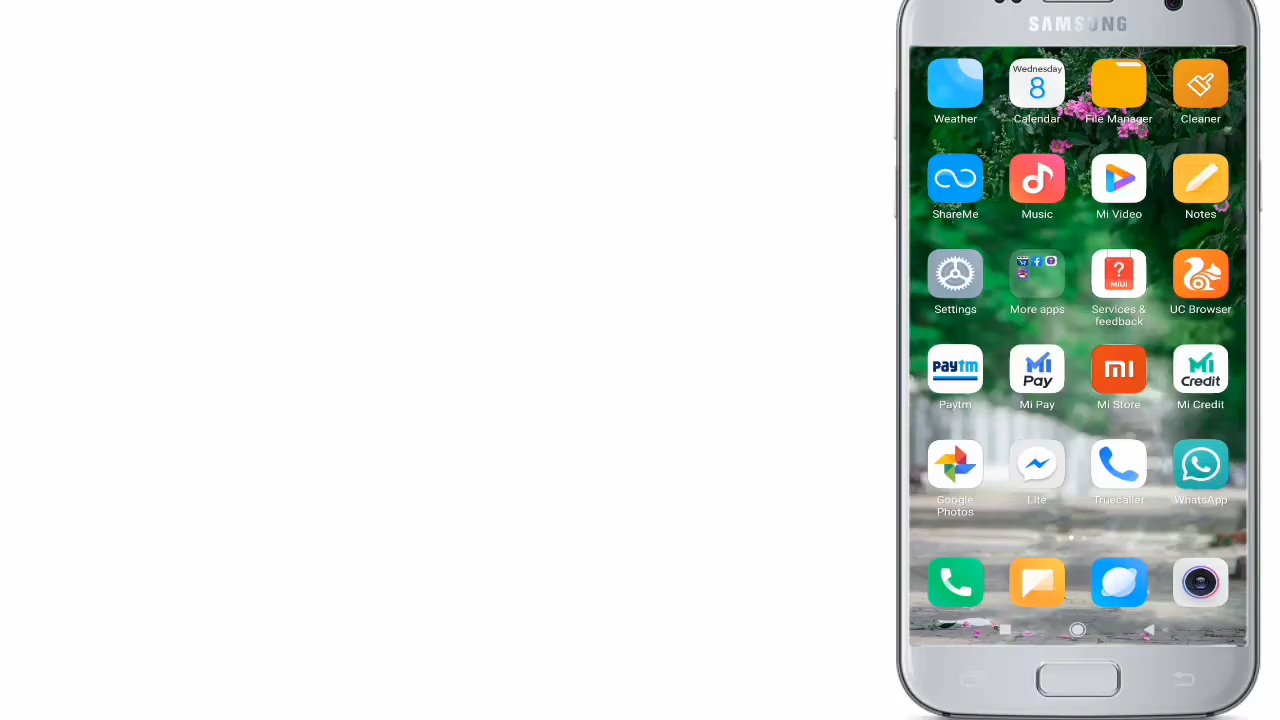 SAMSUNG
Wednesday
8
Weather
Calendar
File Manager
Cleaner
ShareMe
Music
Mi Video
Notes
?
MIUI
Settings
More apps
Services &
feedback
UC Browser
paytm
Mi
Pay
mi
Mi
Credit
Paytm
Mi Pay
Mi Store
Mi Credit
Google
Photos
Lite
Truecaller
WhatsApp